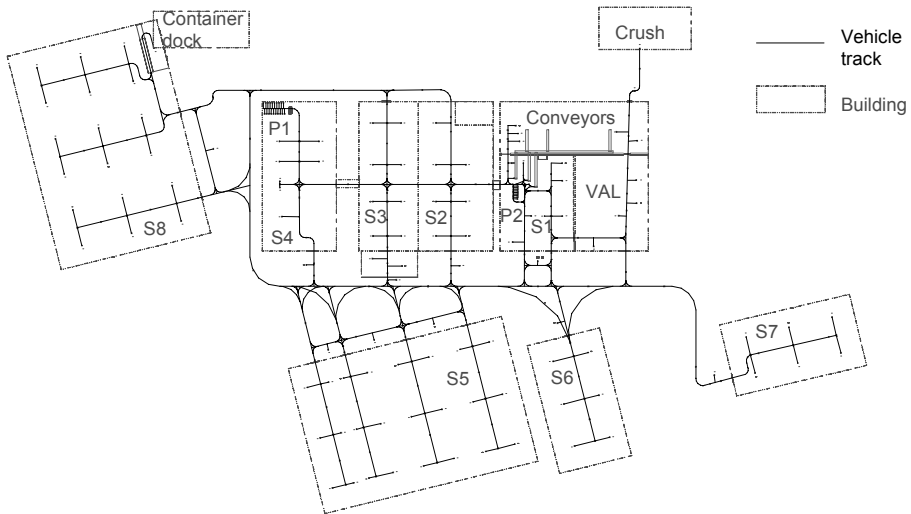 Container
dock
Crush
Vehicle
track
Building
P1
Conveyors
VAL
P2
S1
S2
S3
S4
S8
S7
S5
S6